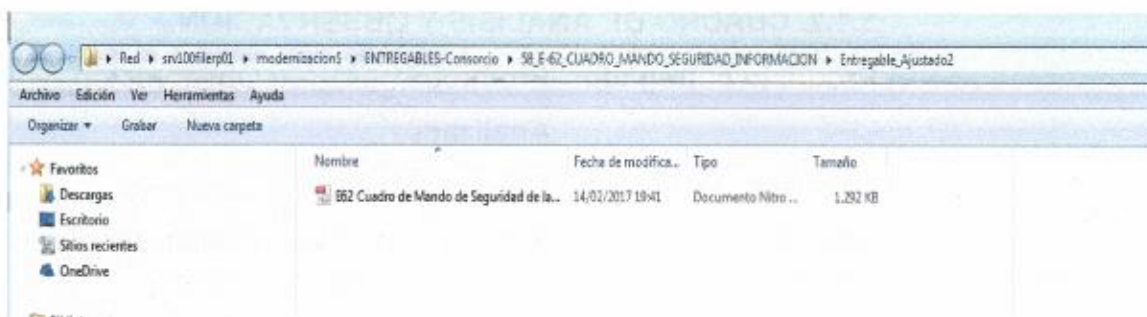 Red ▸ srv100filerp01 ▸ modernizacion5 ▸ ENTREGABLES-Consorcio ▸ 58_E-62_CUADRO_MANDO_SEGURIDAD_INFORMACION ▸ Entregable_Ajustado2
Archivo Edición Ver Herramientas Ayuda
Organizar Grabar Nueva carpeta
Favoritos
Descargas
Escritorio
Sitios recientes
OneDrive
Nombre Fecha de modifica... Tipo Tamaño
E62 Cuadro de Mando de Seguridad de la... 14/02/2017 19:41 Documento Nitro ... 1.292 KB